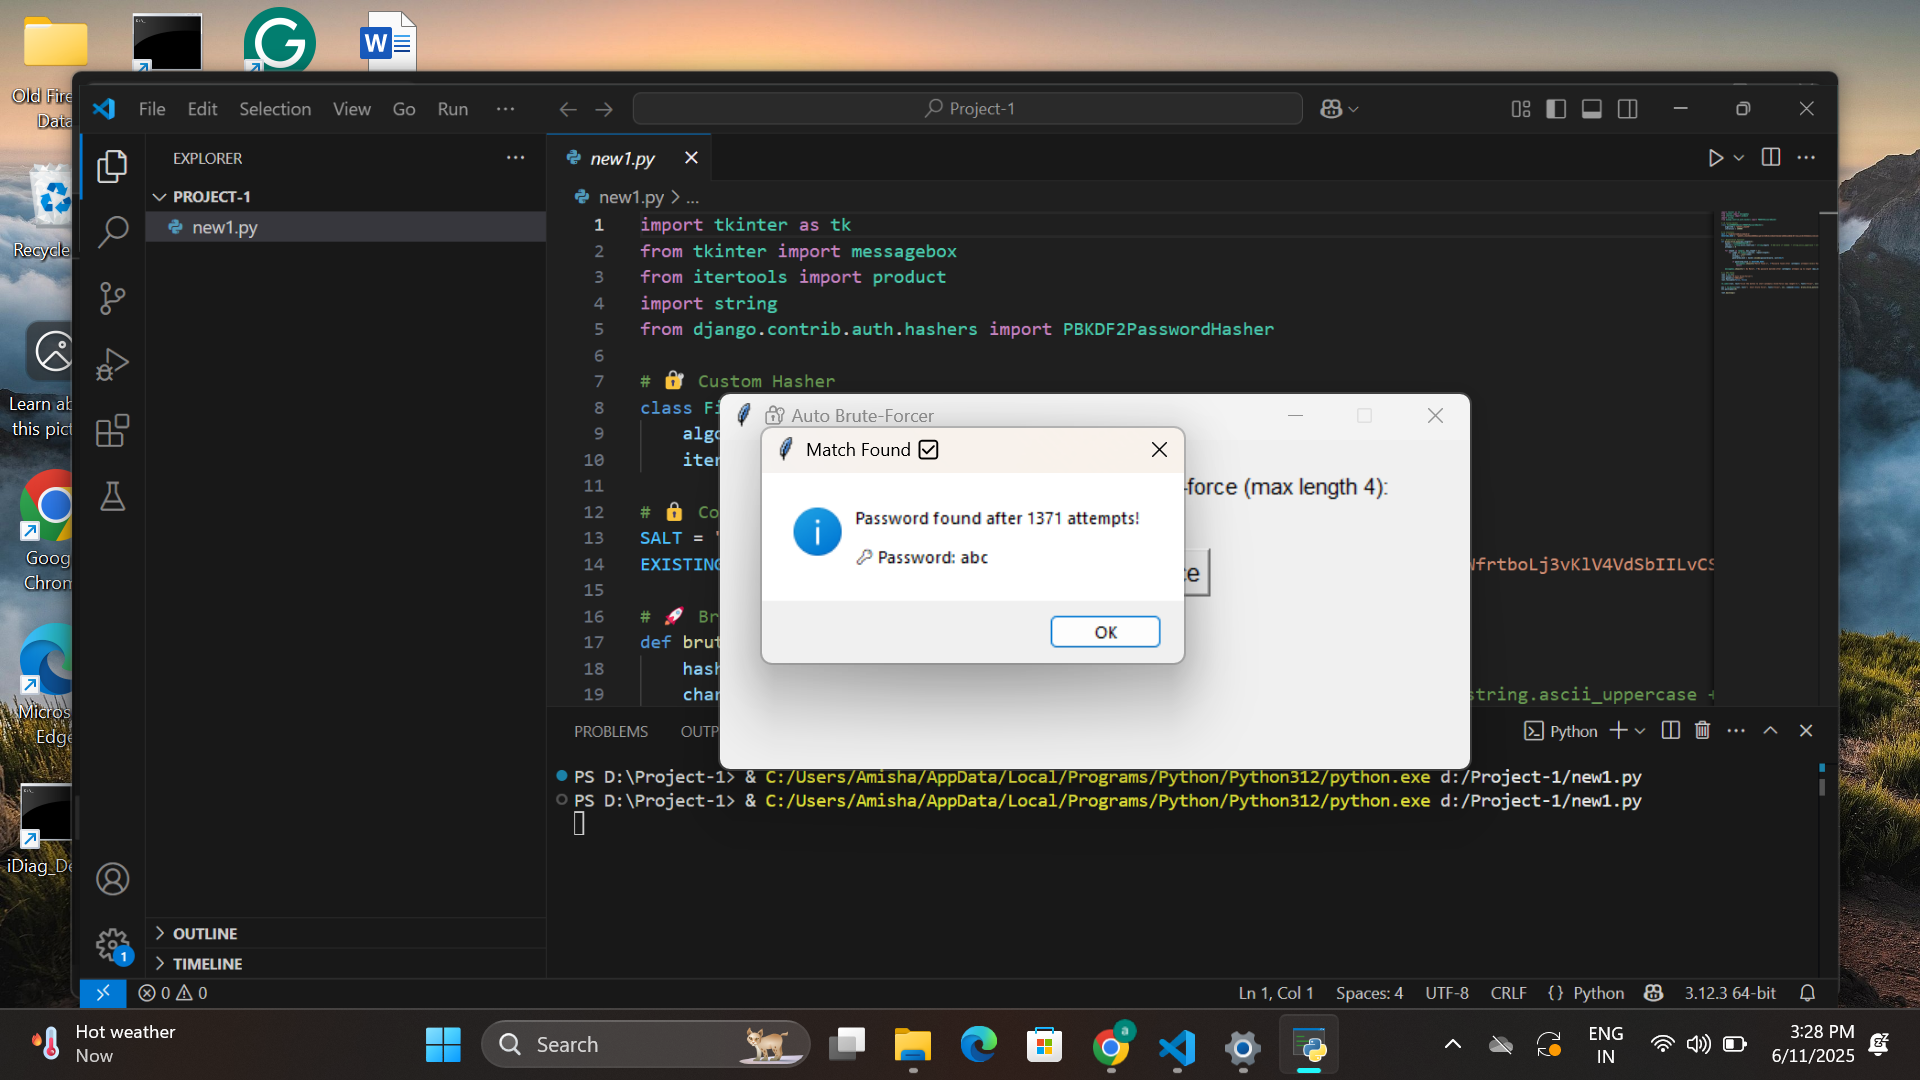 Old Fire
Data
Recycle
Learn ab
this pict
Goog
Chrom
Micros
Edge
iDiag_De
File Edit Selection View Go Run ...
Project-1
EXPLORER
PROJECT-1
new1.py
new1.py
new1.py > ...
1 import tkinter as tk
2 from tkinter import messagebox
3 from itertools import product
4 import string
5 from django.contrib.auth.hashers import PBKDF2PasswordHasher
6
7 # 🔐 Custom Hasher
8 class Fi
9 algo
10 iter
11
12 # 🔒 Co
13 SALT = '
14 EXISTING
15
16 # 🚀 Br
17 def brut
18 hash
19 char
WfrtboLj3vKlV4VdSbIILvCS
string.ascii_uppercase +
🔐 Auto Brute-Forcer
-force (max length 4):
ce
Match Found ☑
Password found after 1371 attempts!
🔑 Password: abc
OK
PROBLEMS OUTP
Python
PS D:\Project-1> & C:/Users/Amisha/AppData/Local/Programs/Python/Python312/python.exe d:/Project-1/new1.py
PS D:\Project-1> & C:/Users/Amisha/AppData/Local/Programs/Python/Python312/python.exe d:/Project-1/new1.py
1
OUTLINE
TIMELINE
0 0
Ln 1, Col 1 Spaces: 4 UTF-8 CRLF {} Python 3.12.3 64-bit
Hot weather
Now
Search
a
ENG
IN
3:28 PM
6/11/2025